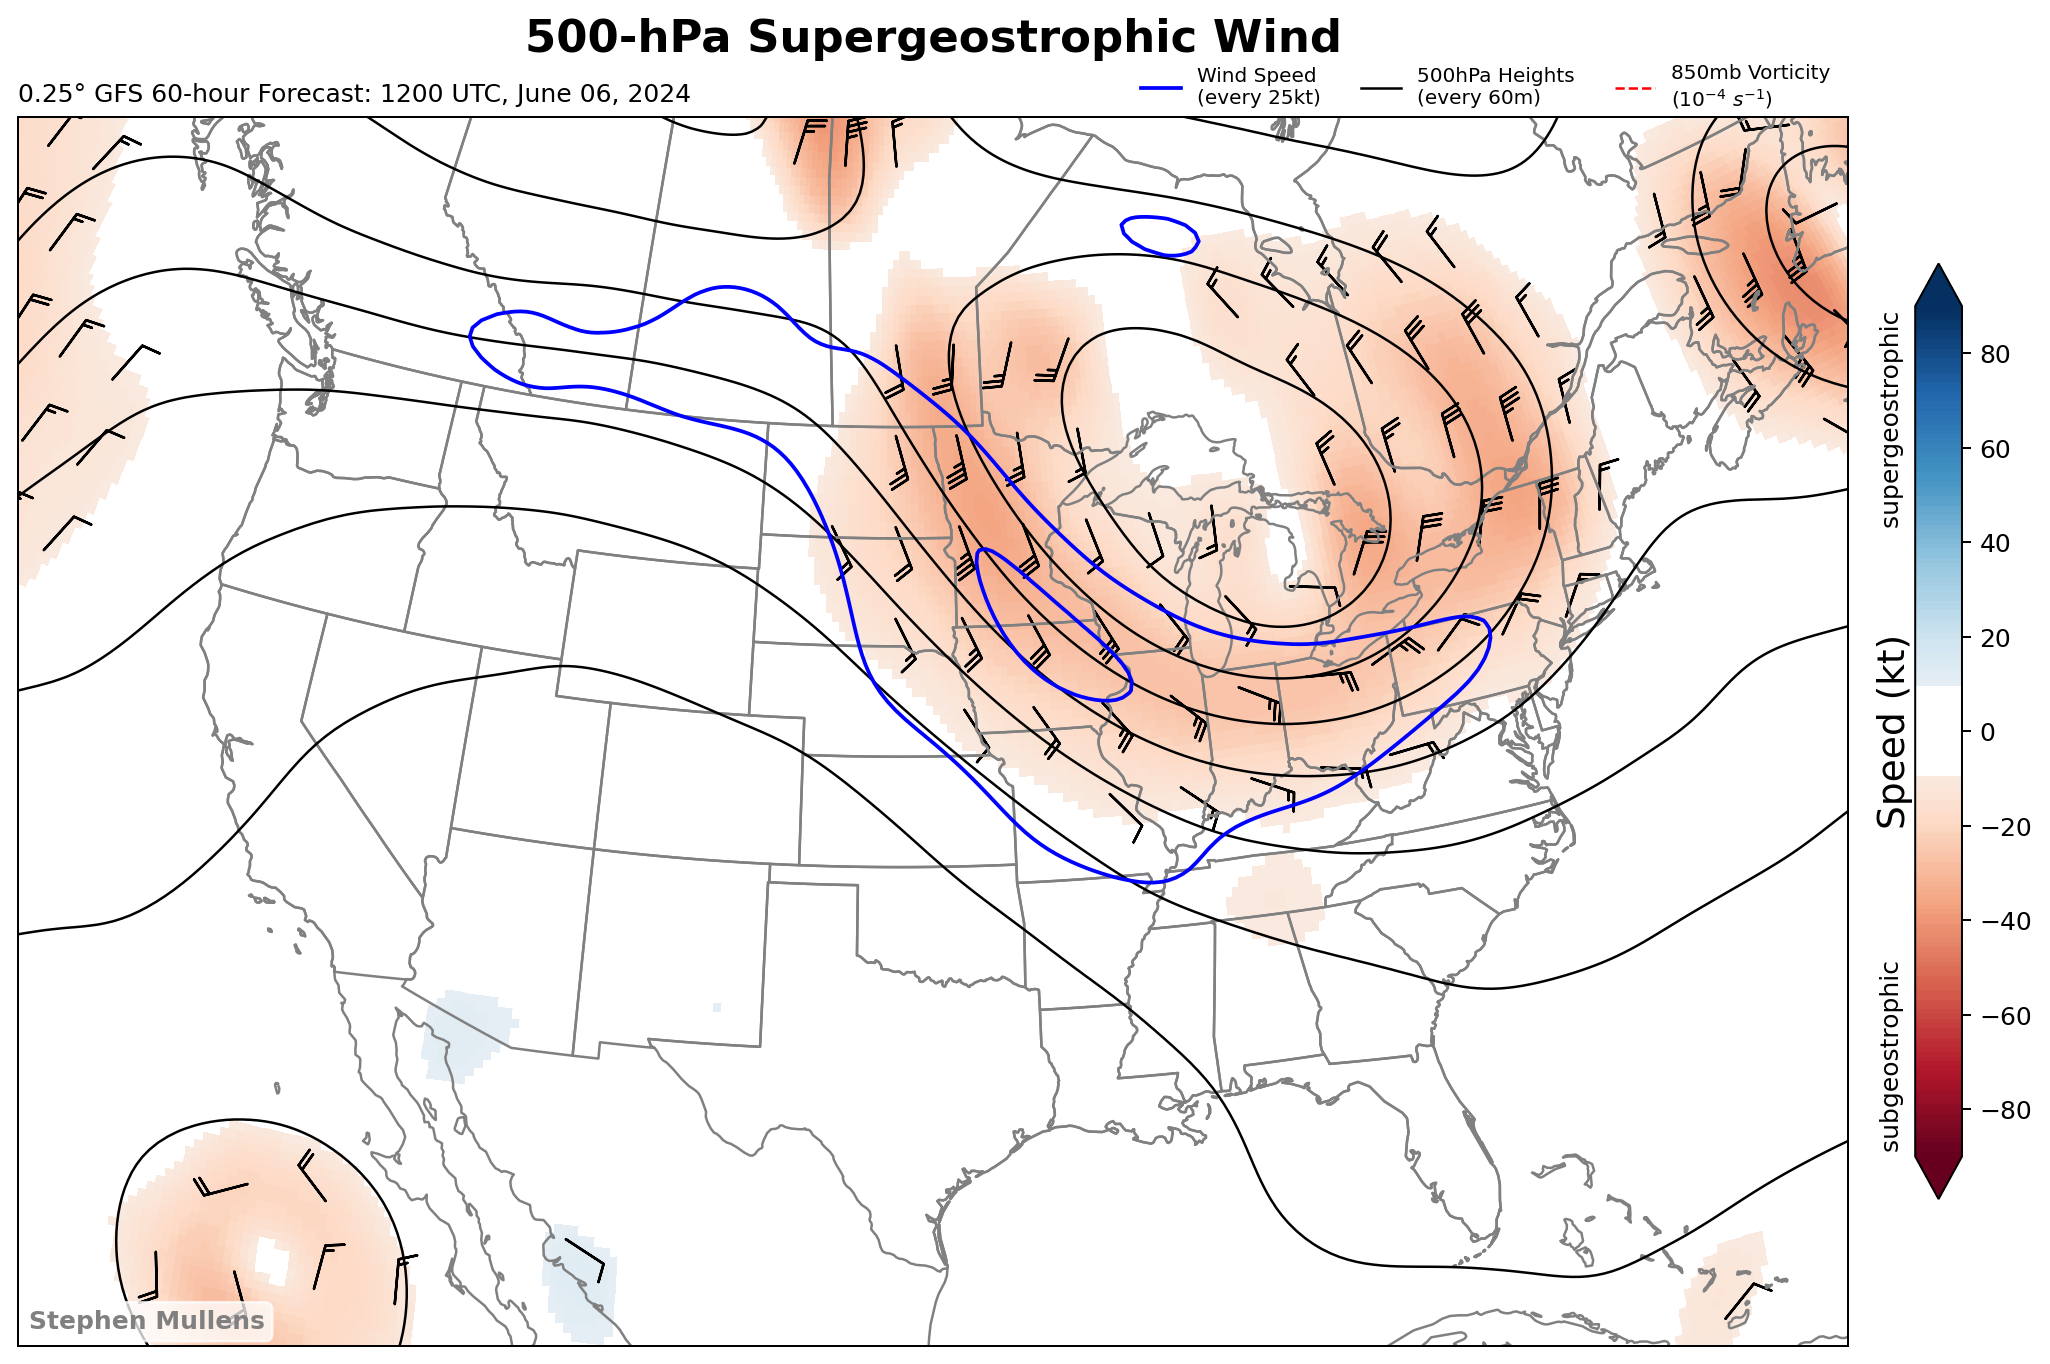 500-hPa Supergeostrophic Wind
0.25° GFS 60-hour Forecast: 1200 UTC, June 06, 2024
Wind Speed
(every 25kt)
500hPa Heights
(every 60m)
850mb Vorticity
(10⁻⁴ s⁻¹)
supergeostrophic
Speed (kt)
subgeostrophic
80
60
40
20
0
−20
−40
−60
−80
Stephen Mullens